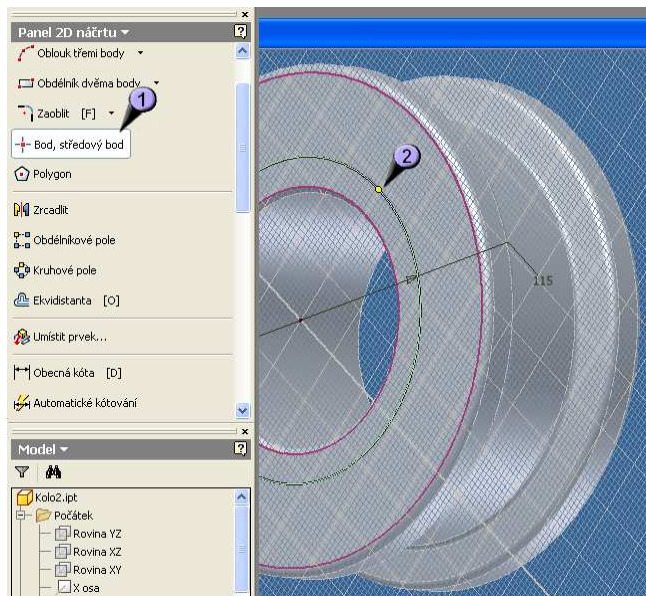 Panel 2D náčrtu
Oblouk třemi body
Obdélník dvěma body
1
Zaoblit [F]
Bod, středový bod
2
Polygon
Zrcadlit
Obdélníkové pole
Kruhové pole
115
Ekvidistanta [O]
Umístit prvek...
Obecná kóta [D]
Automatické kótování
Model
Kolo2.ipt
Počátek
Rovina YZ
Rovina XZ
Rovina XY
X osa